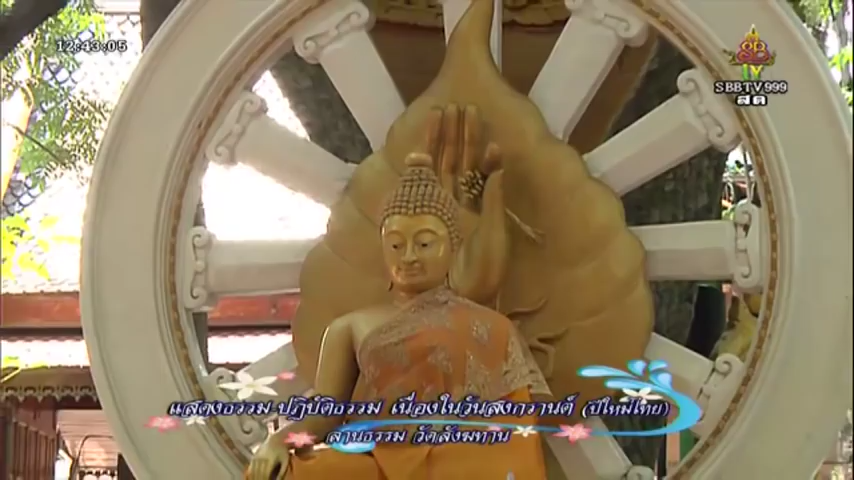 12:43:05
SBB
SBBTV.999
สด
แสดงธรรม ปฏิบัติธรรม เนื่องในวันสงกรานต์ (ปีใหม่ไทย)
ลานธรรม วัดสังฆทาน